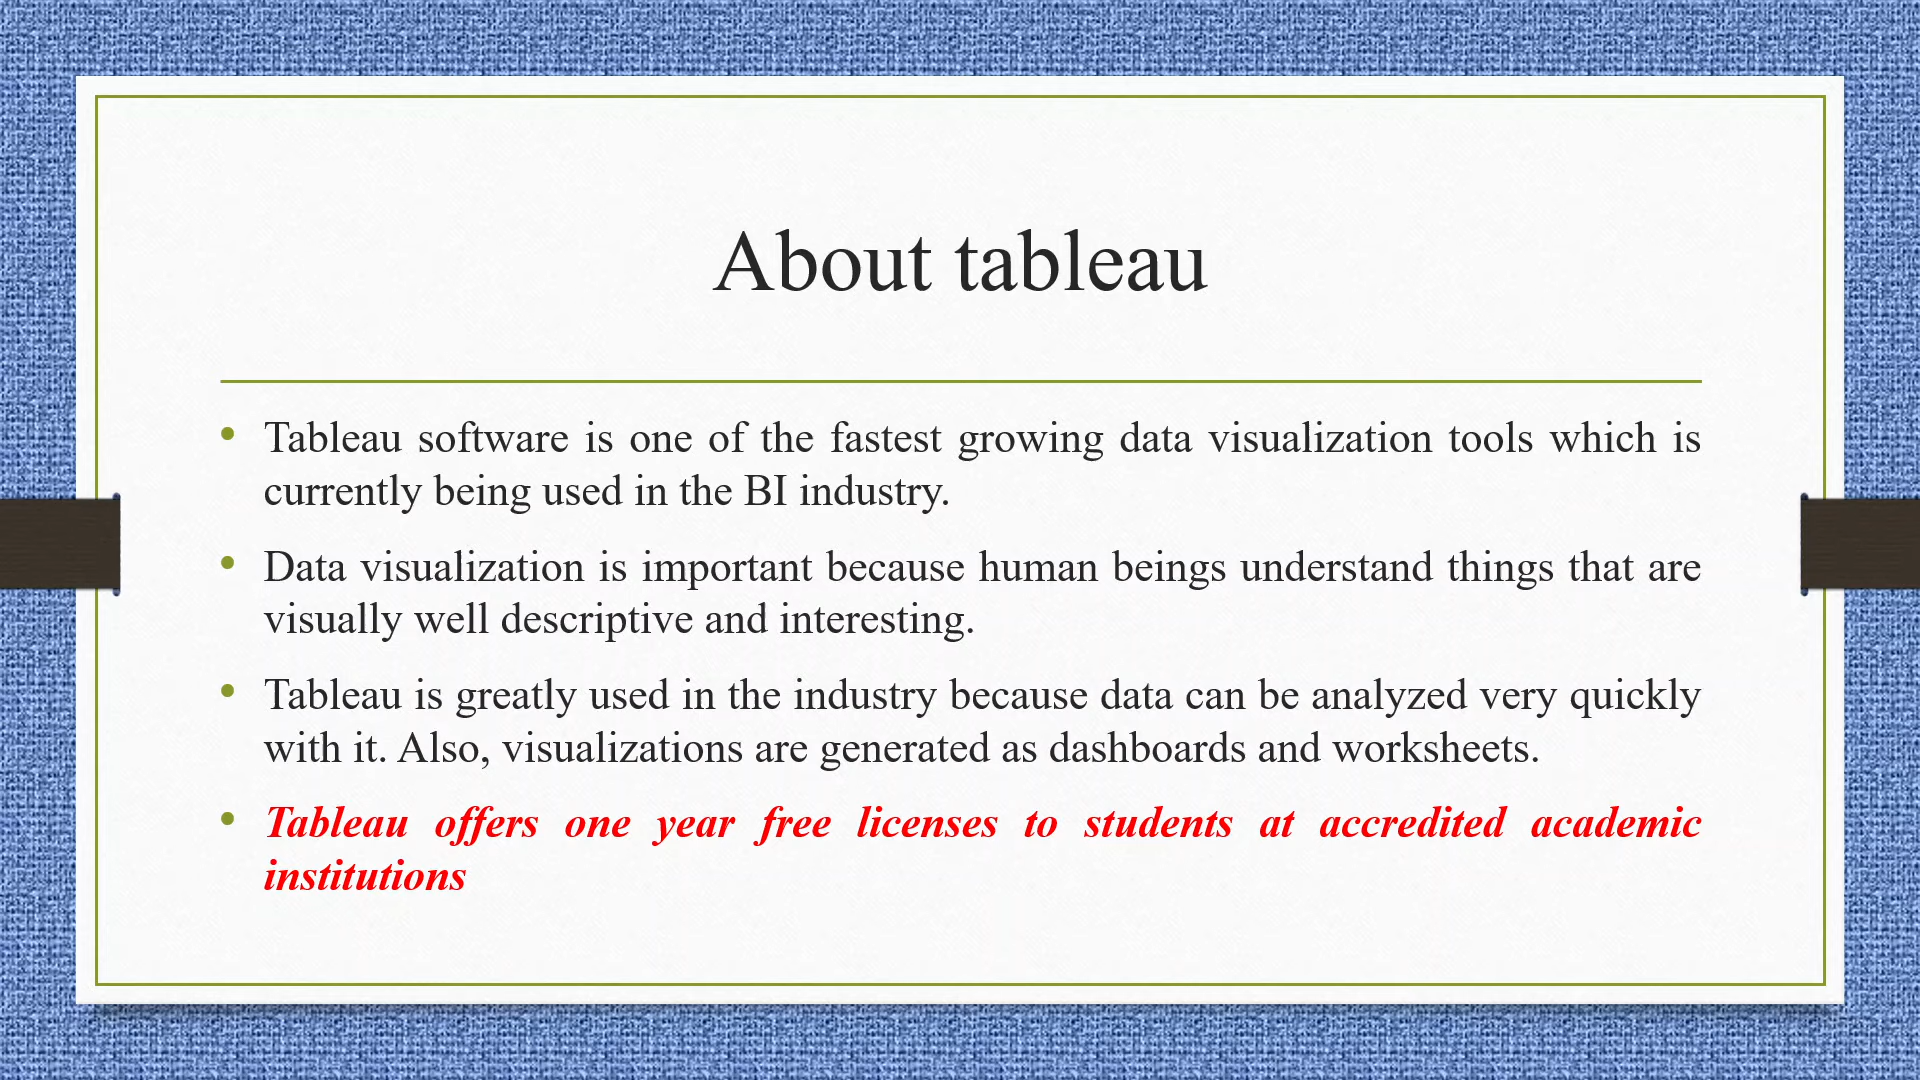 About tableau
Tableau software is one of the fastest growing data visualization tools which is
currently being used in the BI industry.
Data visualization is important because human beings understand things that are
visually well descriptive and interesting.
Tableau is greatly used in the industry because data can be analyzed very quickly
with it. Also, visualizations are generated as dashboards and worksheets.
Tableau offers one year free licenses to students at accredited academic
institutions